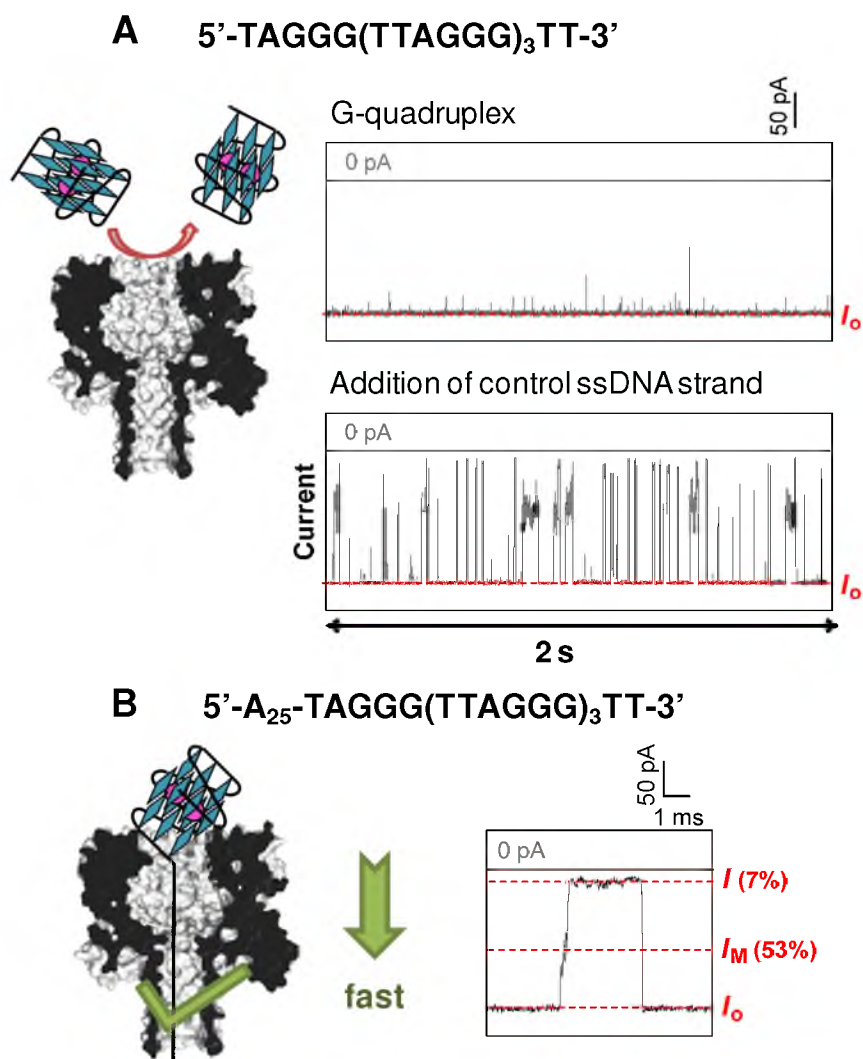 A 5’-TAGGG(TTAGGG)₃TT-3’
50 pA
G-quadruplex
0 pA
Iₒ
Addition of control ssDNA strand
0 pA
Current
Iₒ
2 s
B 5’-A₂₅-TAGGG(TTAGGG)₃TT-3’
50 pA
1 ms
0 pA
I (7%)
I_M (53%)
fast
Iₒ